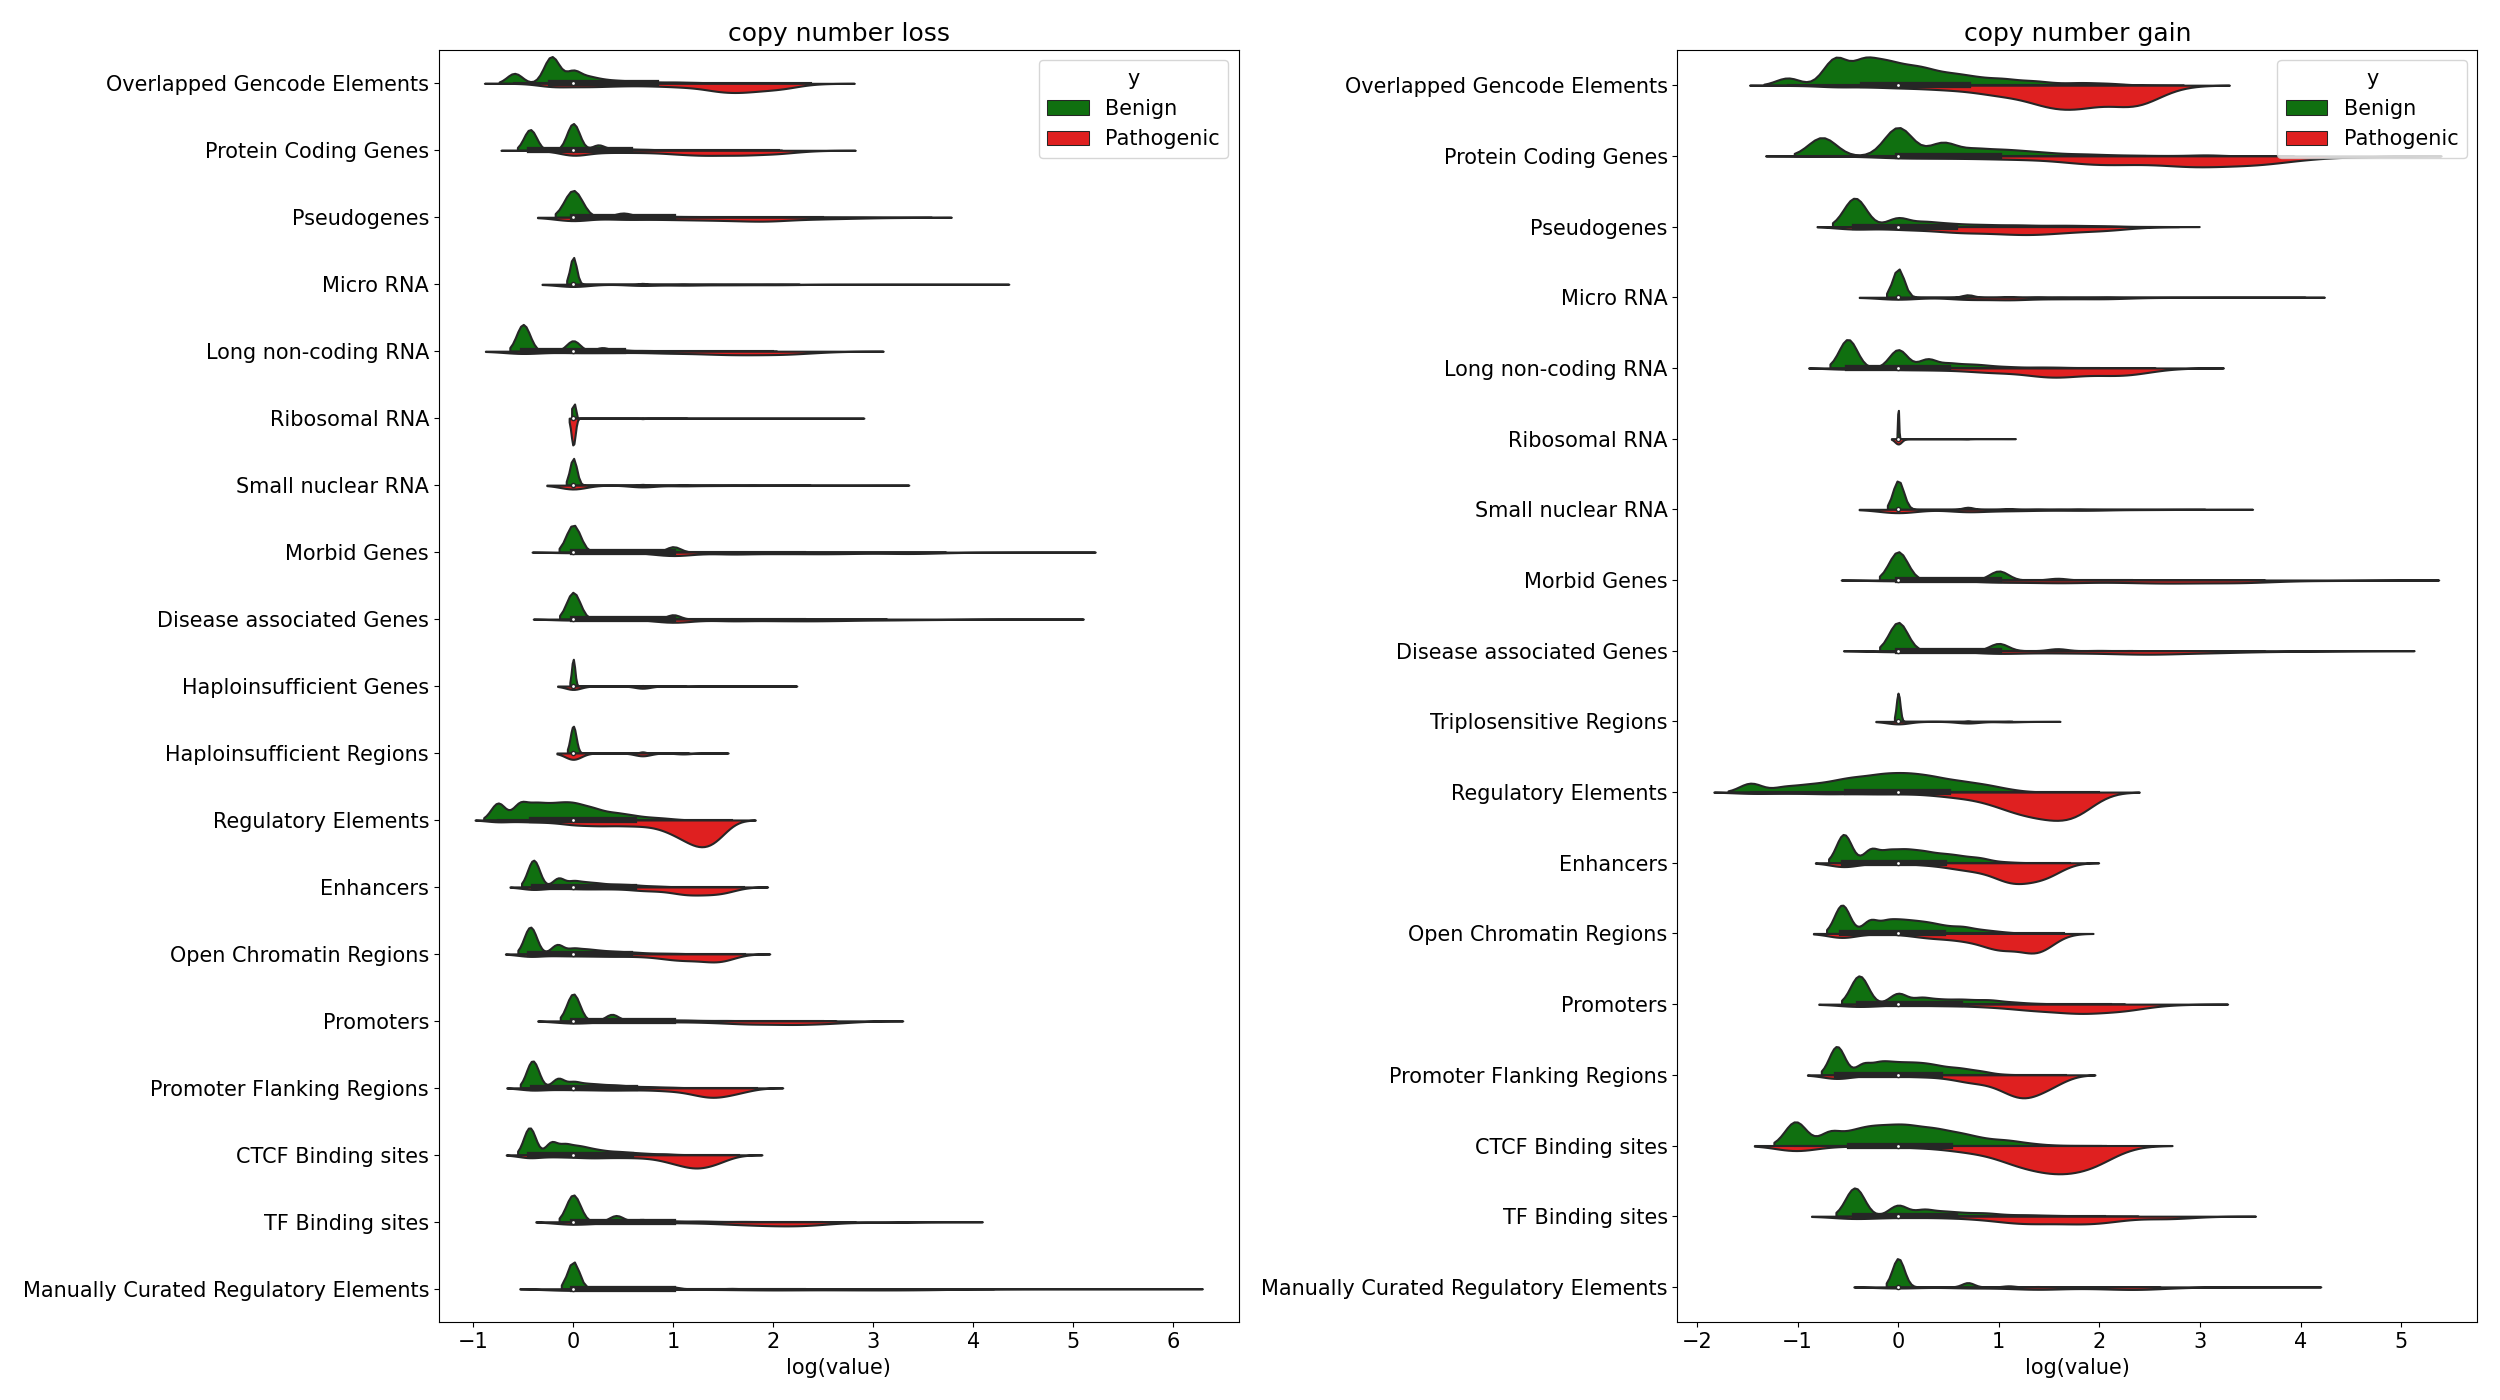 copy number loss
Overlapped Gencode Elements
Protein Coding Genes
Pseudogenes
Micro RNA
Long non-coding RNA
Ribosomal RNA
Small nuclear RNA
Morbid Genes
Disease associated Genes
Haploinsufficient Genes
Haploinsufficient Regions
Regulatory Elements
Enhancers
Open Chromatin Regions
Promoters
Promoter Flanking Regions
CTCF Binding sites
TF Binding sites
Manually Curated Regulatory Elements
y
Benign
Pathogenic
−1 0 1 2 3 4 5 6
log(value)
copy number gain
Overlapped Gencode Elements
Protein Coding Genes
Pseudogenes
Micro RNA
Long non-coding RNA
Ribosomal RNA
Small nuclear RNA
Morbid Genes
Disease associated Genes
Triplosensitive Regions
Regulatory Elements
Enhancers
Open Chromatin Regions
Promoters
Promoter Flanking Regions
CTCF Binding sites
TF Binding sites
Manually Curated Regulatory Elements
y
Benign
Pathogenic
−2 −1 0 1 2 3 4 5
log(value)